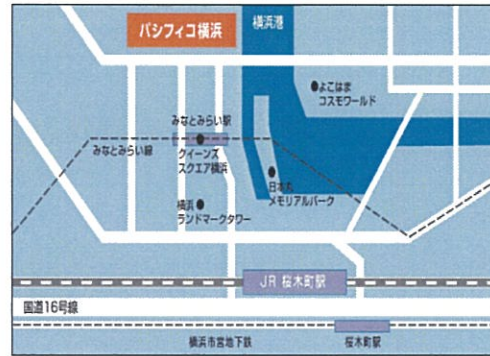 パシフィコ横浜
横浜港
よこはま
コスモワールド
みなとみらい駅
みなとみらい線
クイーンズ
スクエア横浜
日本丸
メモリアルパーク
横浜
ランドマークタワー
JR 桜木町駅
国道16号線
横浜市営地下鉄
桜木町駅